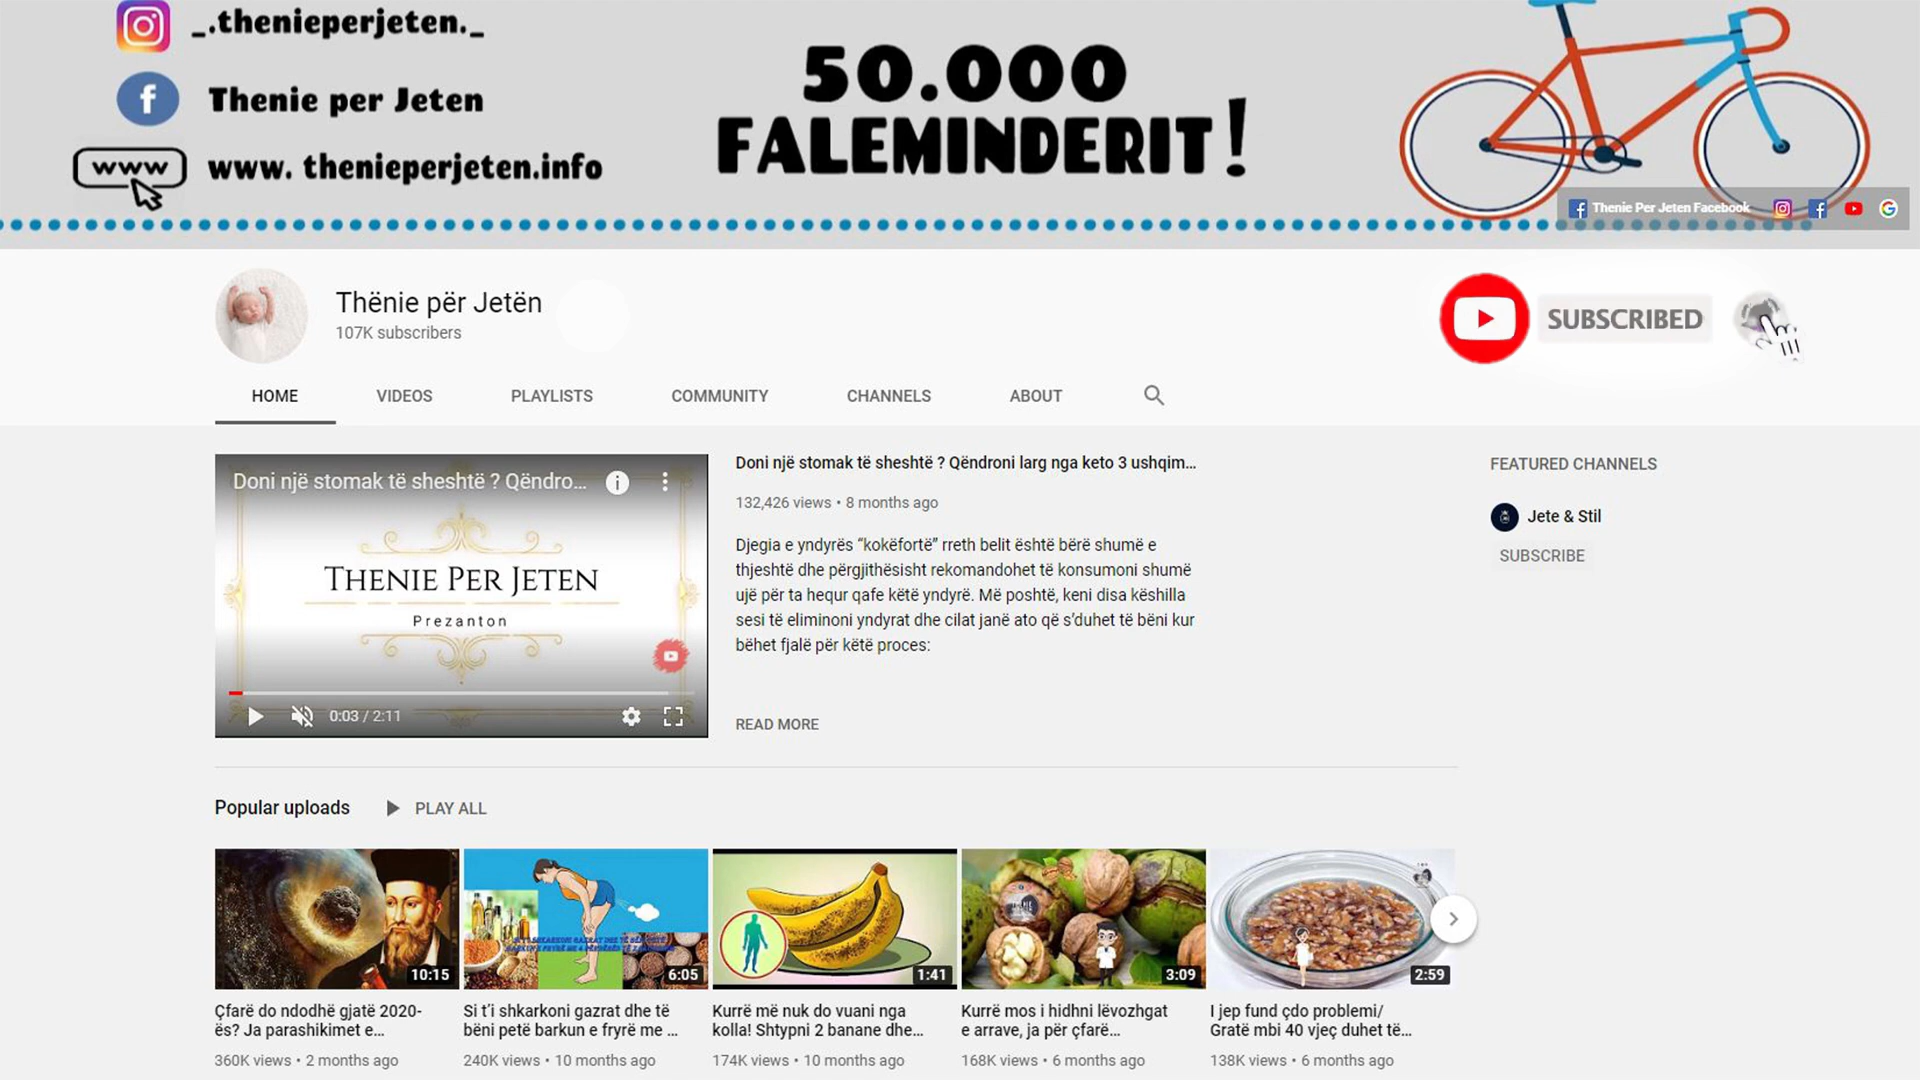 _.thenieperjeten._
Thenie per Jeten
www
www. thenieperjeten.info
50.000
FALEMINDERIT!
Thenie Per Jeten Facebook
Thënie për Jetën
107K subscribers
SUBSCRIBED
HOME
VIDEOS
PLAYLISTS
COMMUNITY
CHANNELS
ABOUT
Doni një stomak të sheshtë ? Qëndro...
THENIE PER JETEN
Prezanton
0:03 / 2:11
Doni një stomak të sheshtë ? Qëndroni larg nga keto 3 ushqim...
132,426 views • 8 months ago
Djegia e yndyrës “kokëfortë” rreth belit është bërë shumë e
thjeshtë dhe përgjithësisht rekomandohet të konsumoni shumë
ujë për ta hequr qafe këtë yndyrë. Më poshtë, keni disa këshilla
sesi të eliminoni yndyrat dhe cilat janë ato që s’duhet të bëni kur
bëhet fjalë për këtë proces:
READ MORE
FEATURED CHANNELS
Jete & Stil
SUBSCRIBE
Popular uploads
PLAY ALL
10:15
Çfarë do ndodhë gjatë 2020-
ës? Ja parashikimet e...
360K views • 2 months ago
6:05
Si t’i shkarkoni gazrat dhe të
bëni petë barkun e fryrë me ...
240K views • 10 months ago
1:41
Kurrë më nuk do vuani nga
kolla! Shtypni 2 banane dhe...
174K views • 10 months ago
3:09
Kurrë mos i hidhni lëvozhgat
e arrave, ja për çfarë...
168K views • 6 months ago
2:59
I jep fund çdo problemi/
Gratë mbi 40 vjeç duhet të...
138K views • 6 months ago